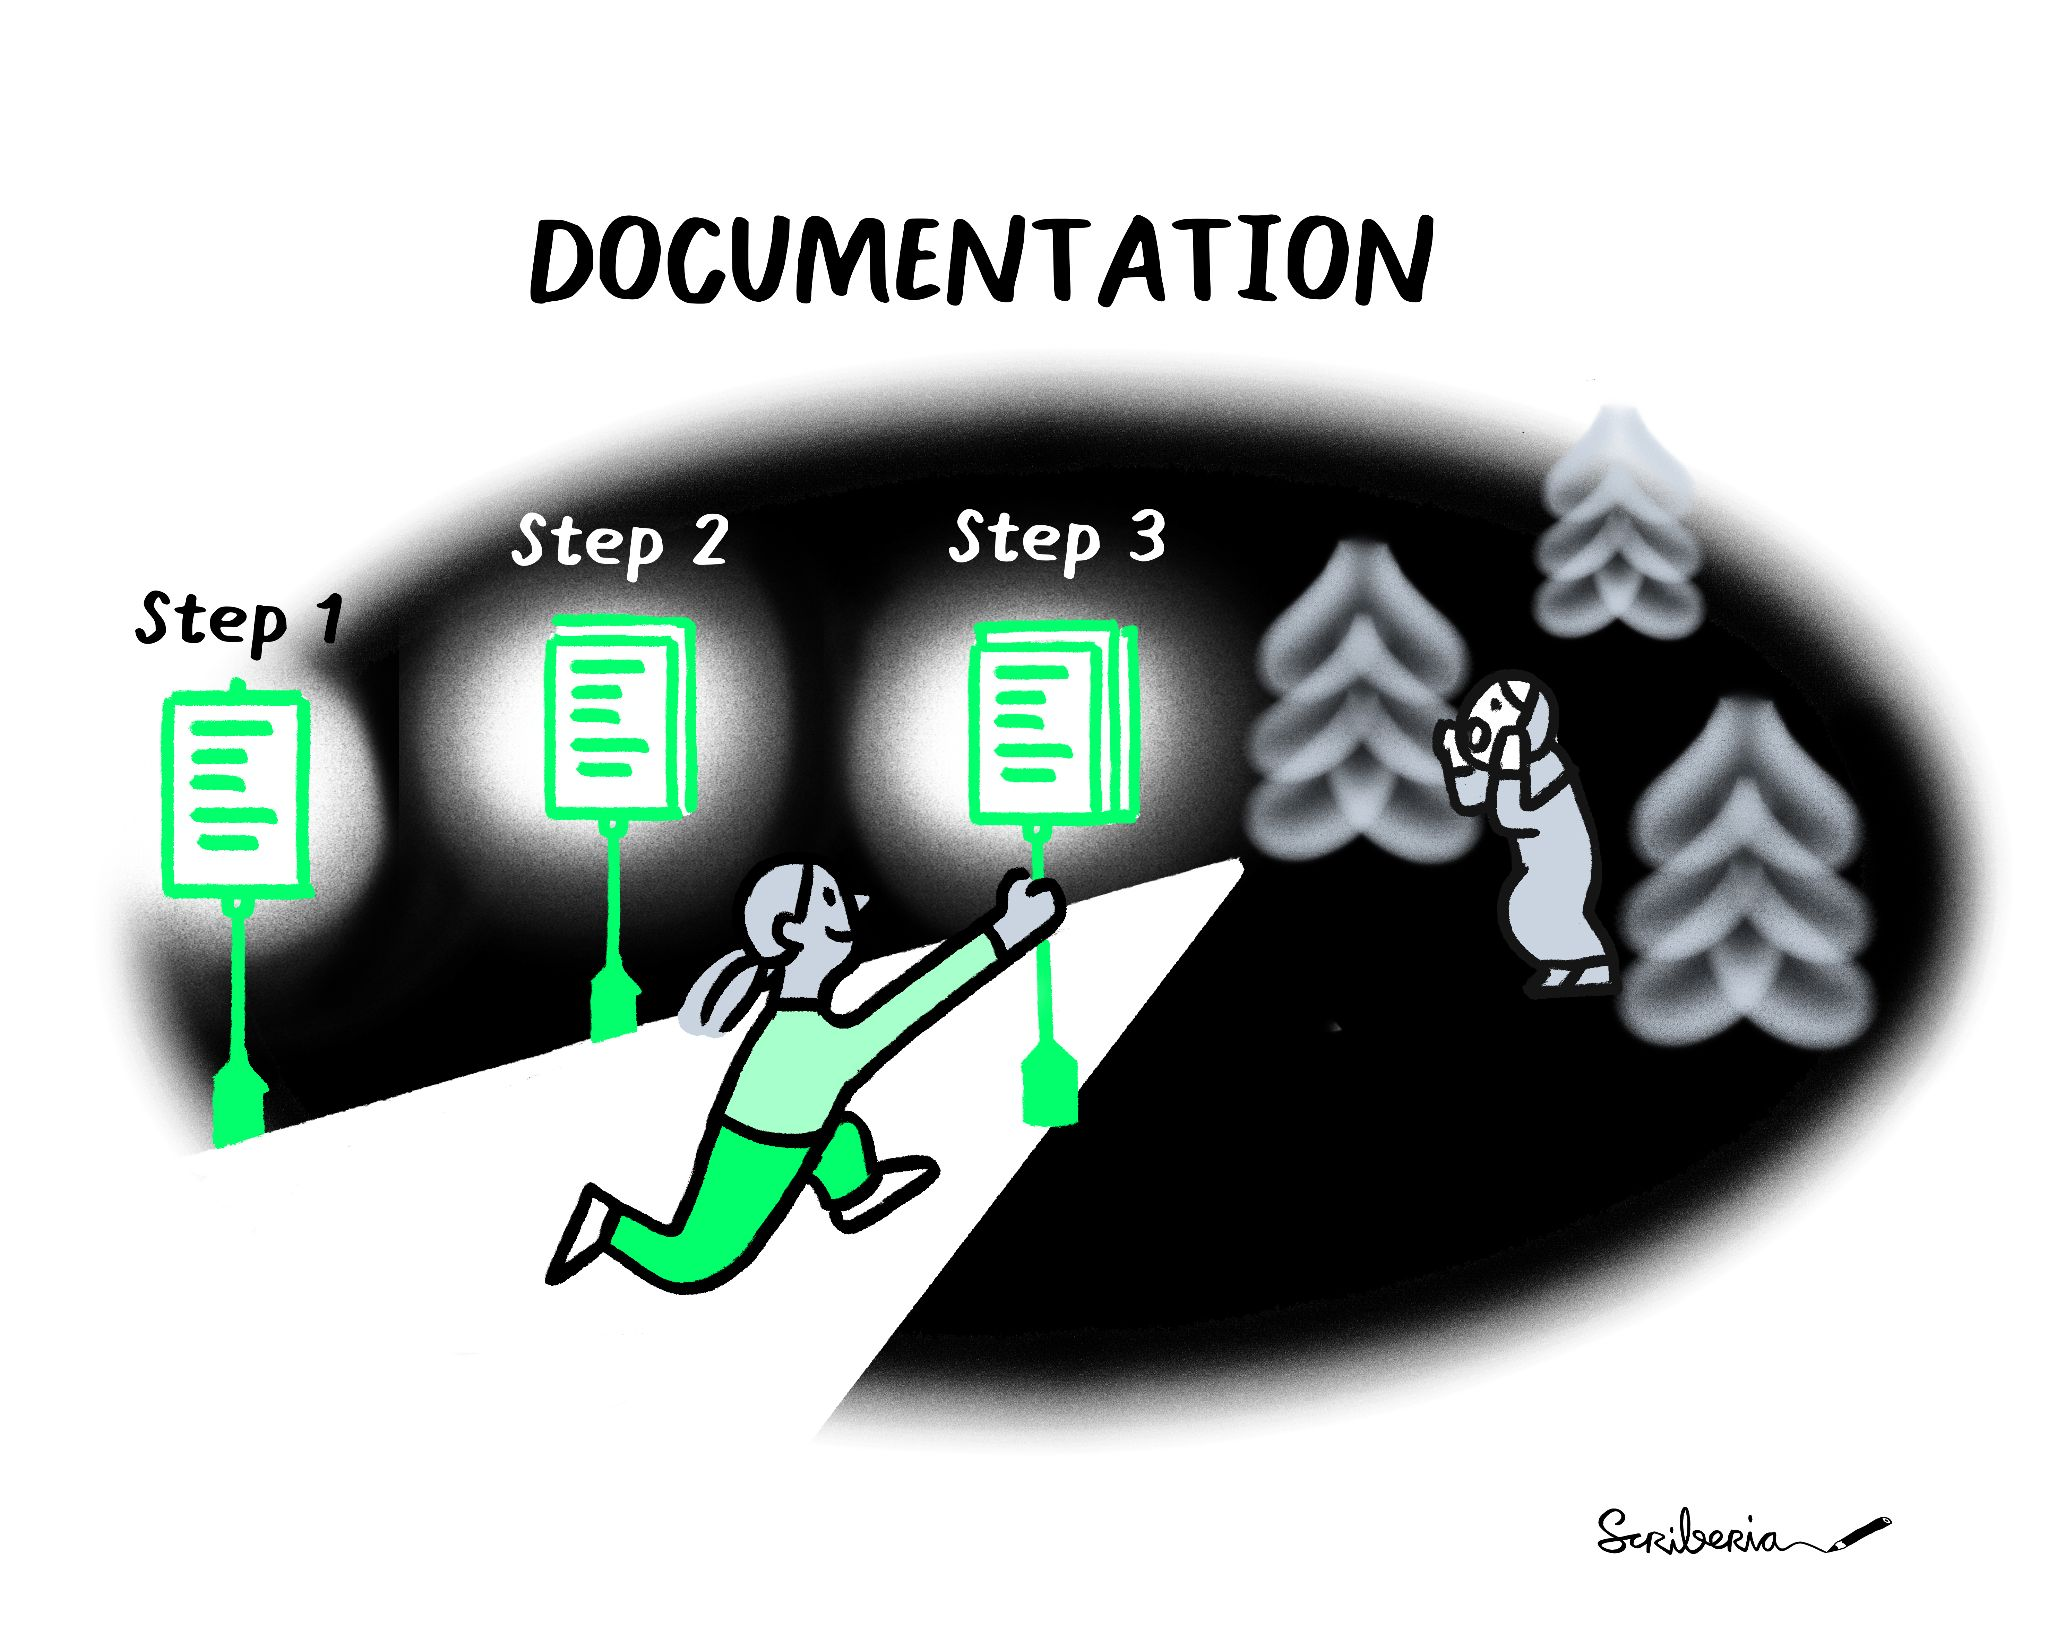 DOCUMENTATION
Step 1
Step 2
Step 3
Scriberia